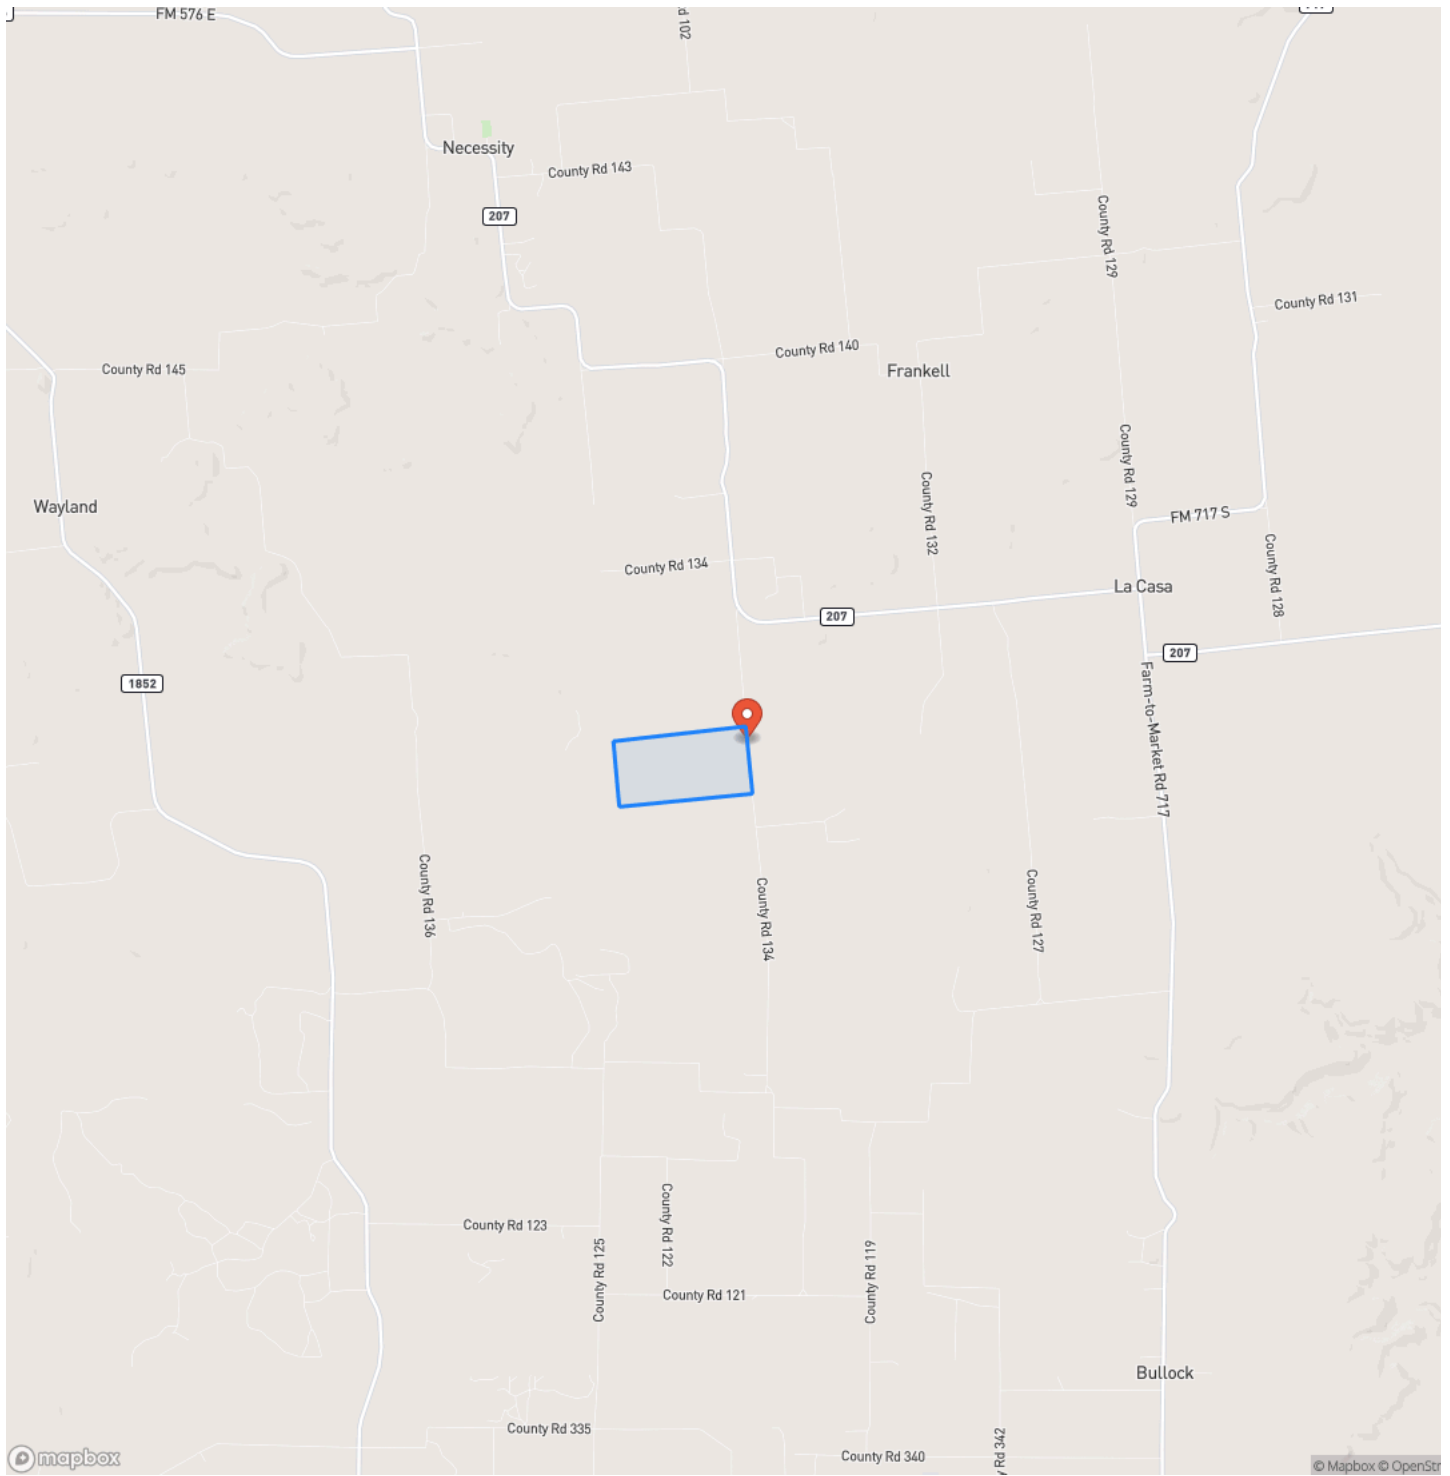 FM 576 E
d 102
Necessity
County Rd 143
207
County Rd 129
County Rd 131
County Rd 140
County Rd 145
Frankell
County Rd 129
County Rd 132
Wayland
FM 717 S
County Rd 134
County Rd 128
La Casa
207
207
1852
Farm-to-Market Rd 717
County Rd 136
County Rd 134
County Rd 127
County Rd 123
County Rd 122
County Rd 125
County Rd 119
County Rd 121
Bullock
County Rd 335
County Rd 340
y Rd 342
mapbox
© Mapbox © OpenStr